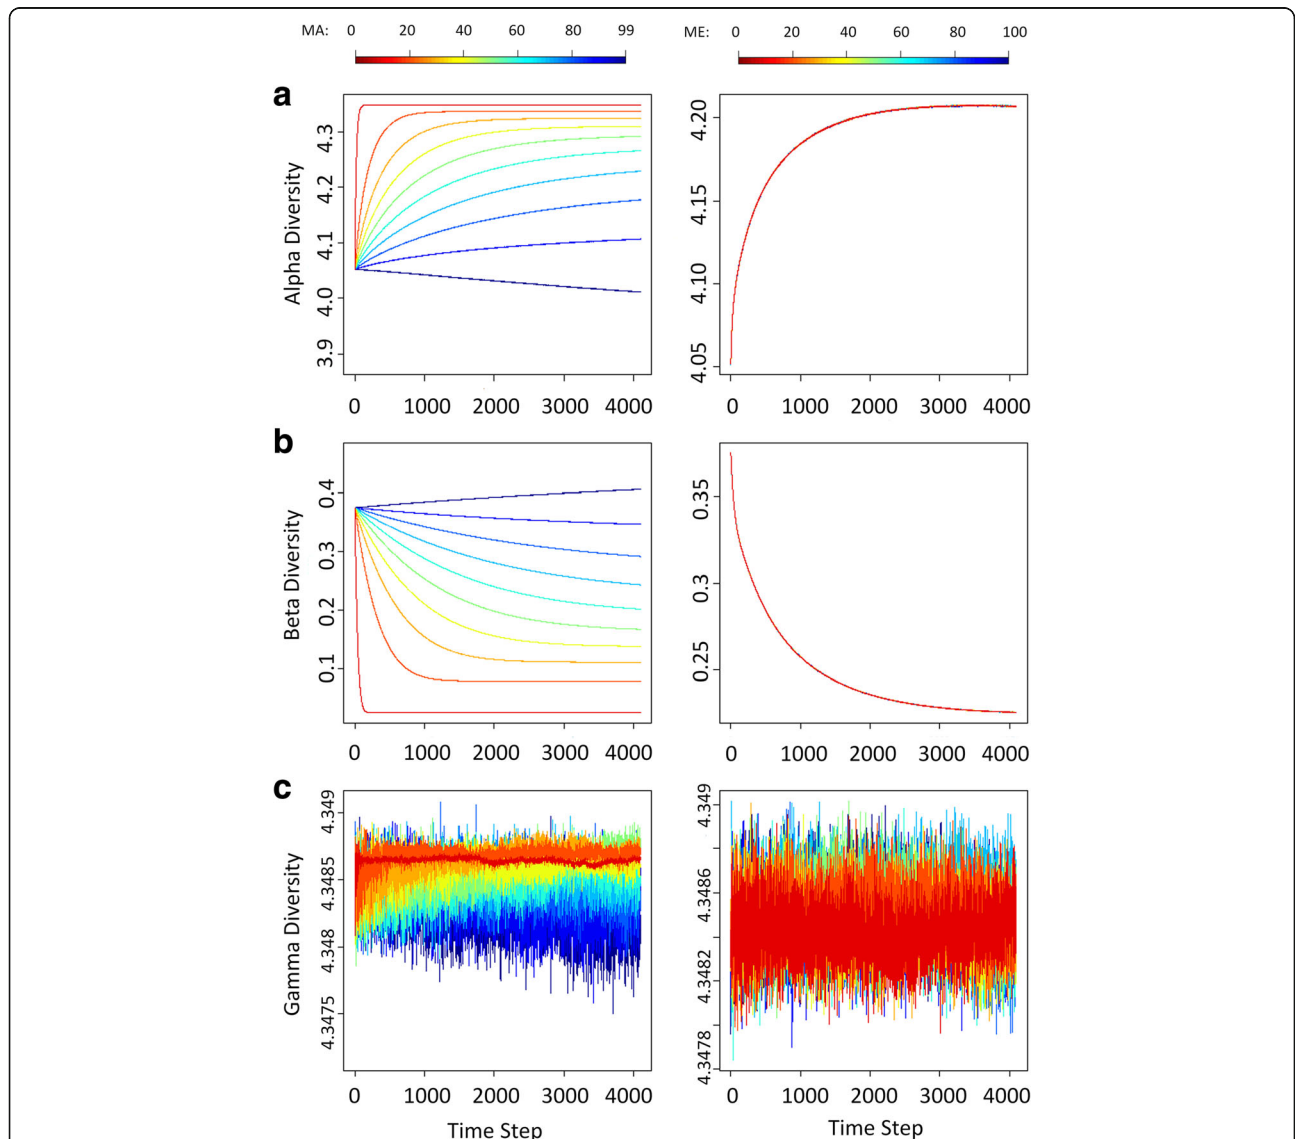 MA: 0 20 40 60 80 99
ME: 0 20 40 60 80 100
a
Alpha Diversity
4.3
4.2
4.1
4.0
3.9
0 1000 2000 3000 4000
4.20
4.15
4.10
4.05
0 1000 2000 3000 4000
b
Beta Diversity
0.4
0.3
0.2
0.1
0 1000 2000 3000 4000
0.35
0.3
0.25
0 1000 2000 3000 4000
c
Gamma Diversity
4.349
4.3485
4.348
4.3475
0 1000 2000 3000 4000
Time Step
4.349
4.3486
4.3482
4.3478
0 1000 2000 3000 4000
Time Step